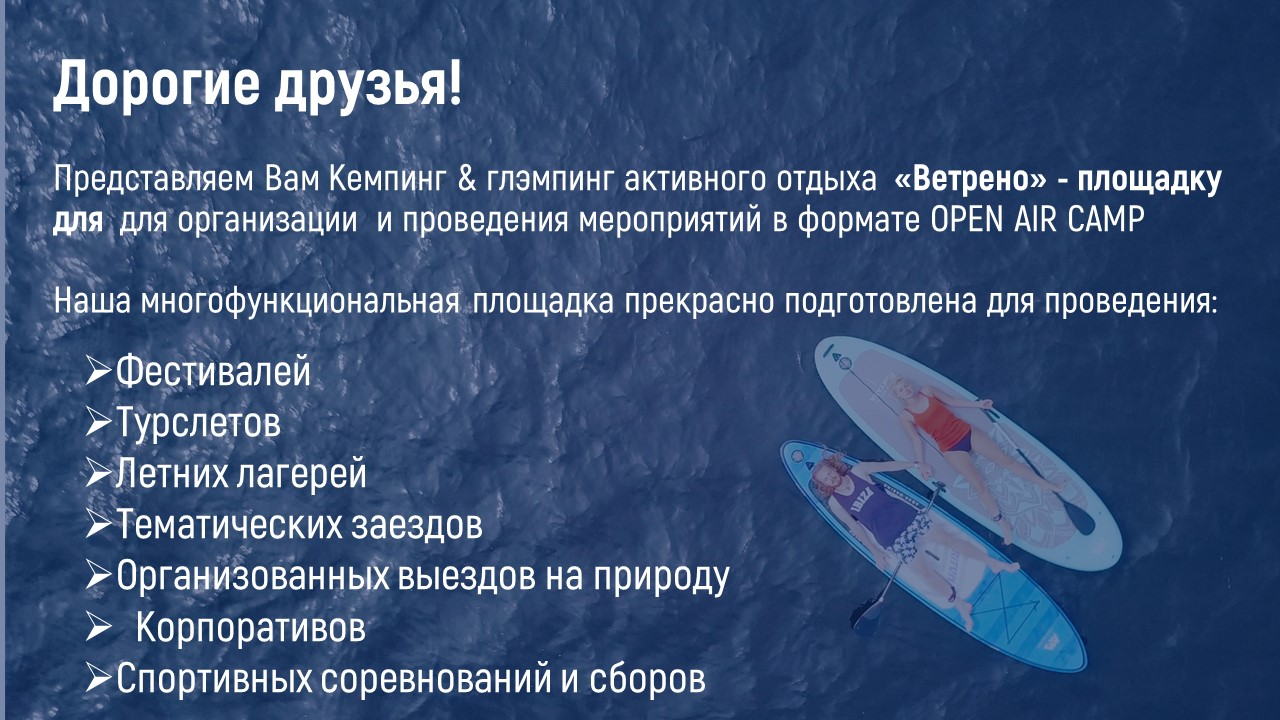 Дорогие друзья!
Представляем Вам Кемпинг & глэмпинг активного отдыха «Ветрено» - площадку
для для организации и проведения мероприятий в формате OPEN AIR CAMP
Наша многофункциональная площадка прекрасно подготовлена для проведения:
➢Фестивалей
➢Турслетов
➢Летних лагерей
➢Тематических заездов
➢Организованных выездов на природу
➢ Корпоративов
➢Спортивных соревнований и сборов
IBIZA